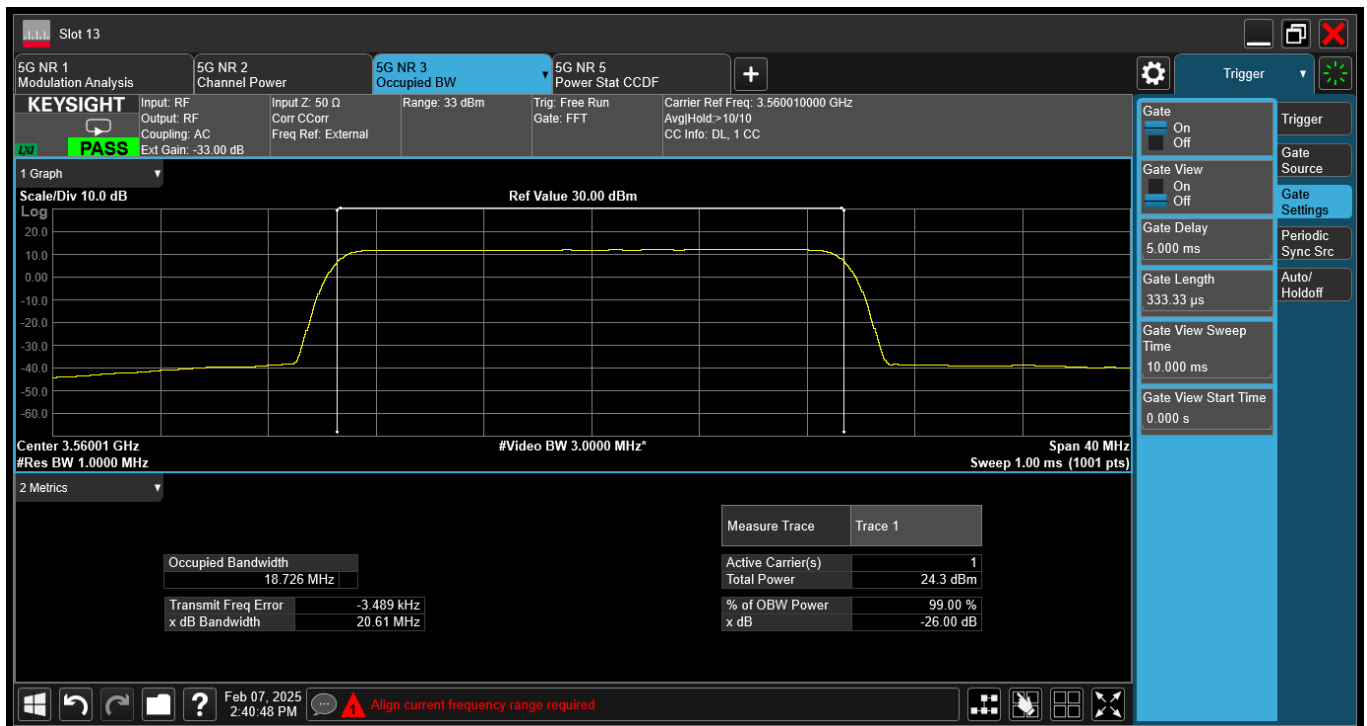 Slot 13
5G NR 1
Modulation Analysis
5G NR 2
Channel Power
5G NR 3
Occupied BW
5G NR 5
Power Stat CCDF
Trigger
KEYSIGHT
LXI
PASS
Input: RF
Output: RF
Coupling: AC
Ext Gain: -33.00 dB
Input Z: 50 Ω
Corr CCorr
Freq Ref: External
Range: 33 dBm
Trig: Free Run
Gate: FFT
Carrier Ref Freq: 3.560010000 GHz
Avg|Hold:>10/10
CC Info: DL, 1 CC
1 Graph
Scale/Div 10.0 dB
Ref Value 30.00 dBm
Log
20.0
10.0
0.00
-10.0
-20.0
-30.0
-40.0
-50.0
-60.0
Center 3.56001 GHz
#Video BW 3.0000 MHz*
Span 40 MHz
#Res BW 1.0000 MHz
Sweep 1.00 ms (1001 pts)
2 Metrics
Measure Trace
Trace 1
Occupied Bandwidth
18.726 MHz
Active Carrier(s)
1
Total Power
24.3 dBm
Transmit Freq Error
-3.489 kHz
x dB Bandwidth
20.61 MHz
% of OBW Power
99.00 %
x dB
-26.00 dB
Gate
On
Off
Gate View
On
Off
Gate Delay
5.000 ms
Gate Length
333.33 µs
Gate View Sweep
Time
10.000 ms
Gate View Start Time
0.000 s
Trigger
Gate
Source
Gate
Settings
Periodic
Sync Src
Auto/
Holdoff
?
Feb 07, 2025
2:40:48 PM
1
Align current frequency range required